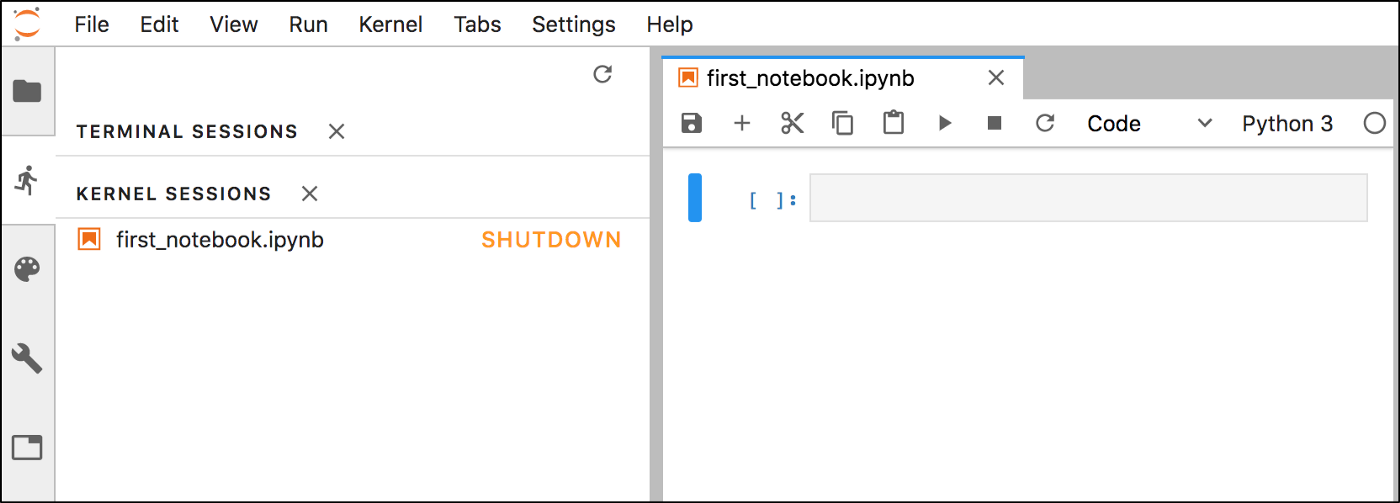 File Edit View Run Kernel Tabs Settings Help
TERMINAL SESSIONS
KERNEL SESSIONS
first_notebook.ipynb SHUTDOWN
first_notebook.ipynb
Code Python 3
[ ]: